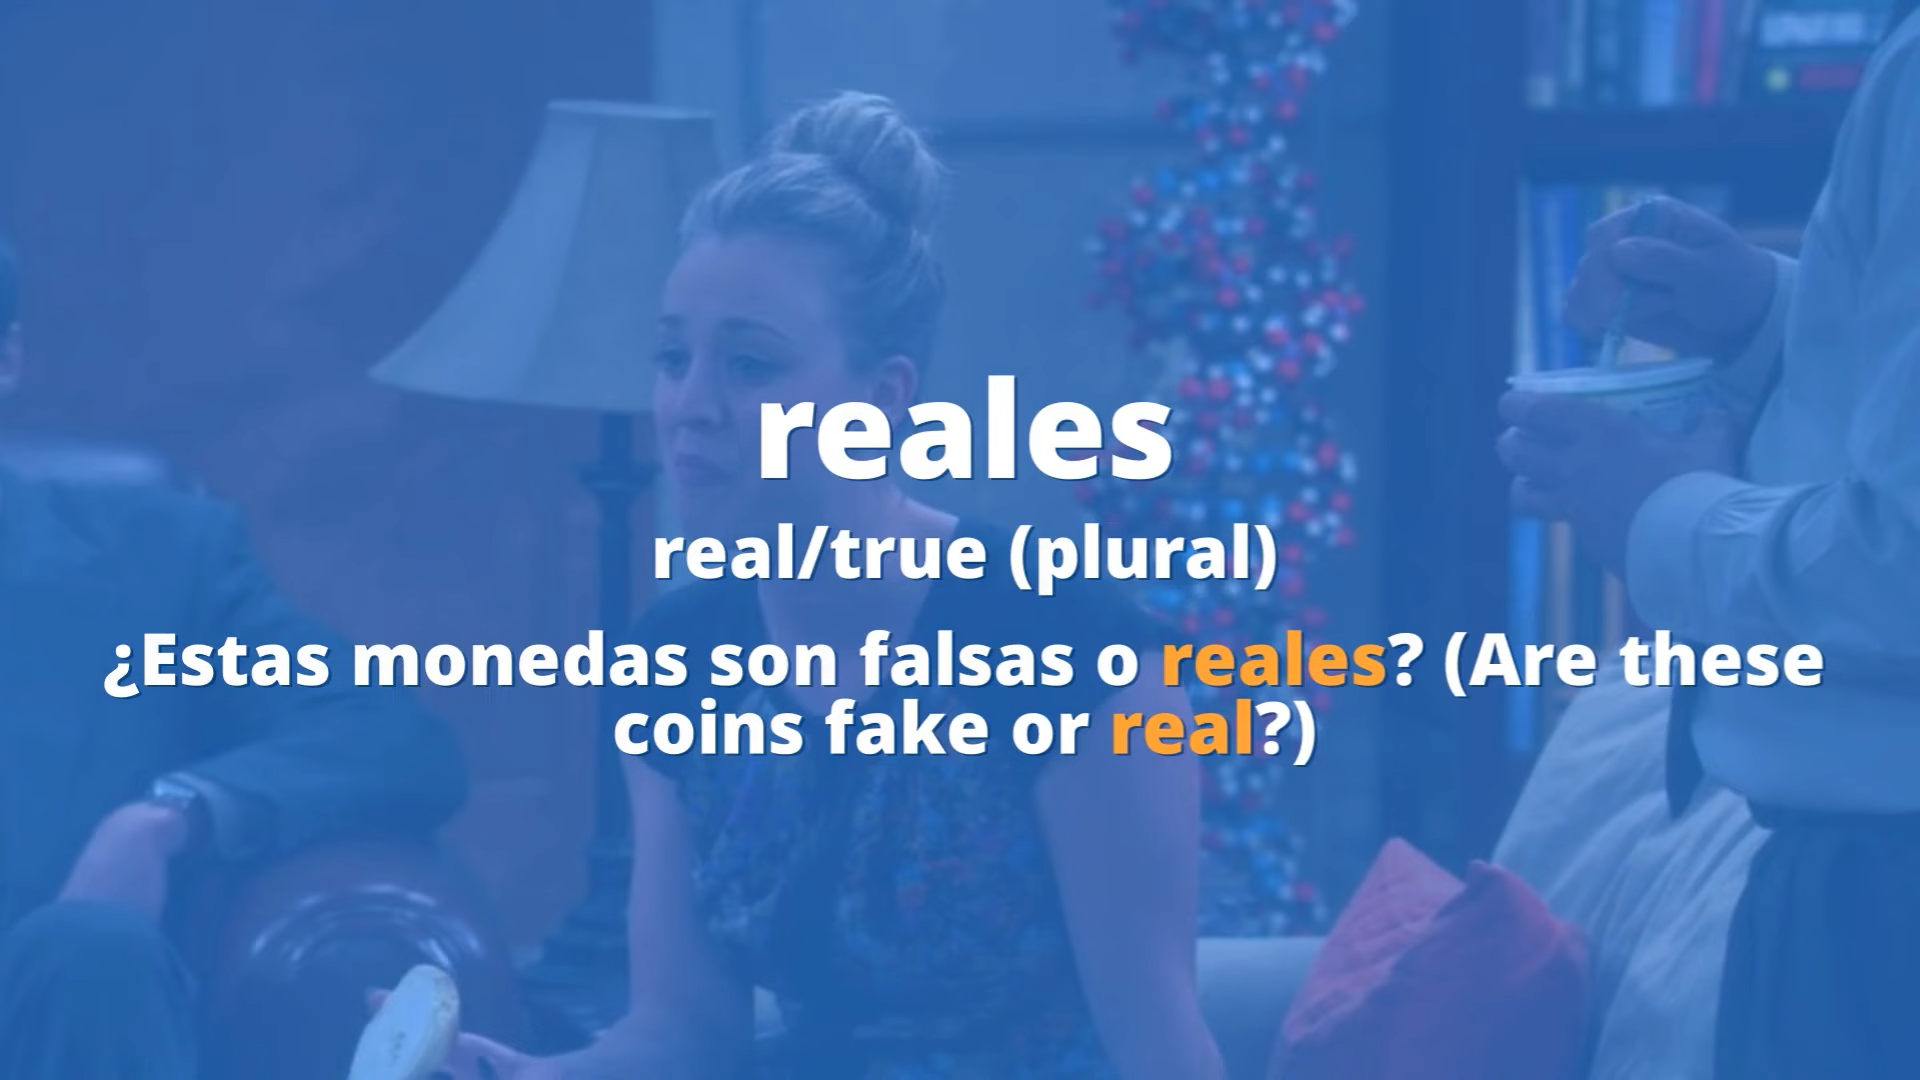 reales
real/true (plural)
¿Estas monedas son falsas o reales? (Are these
coins fake or real?)